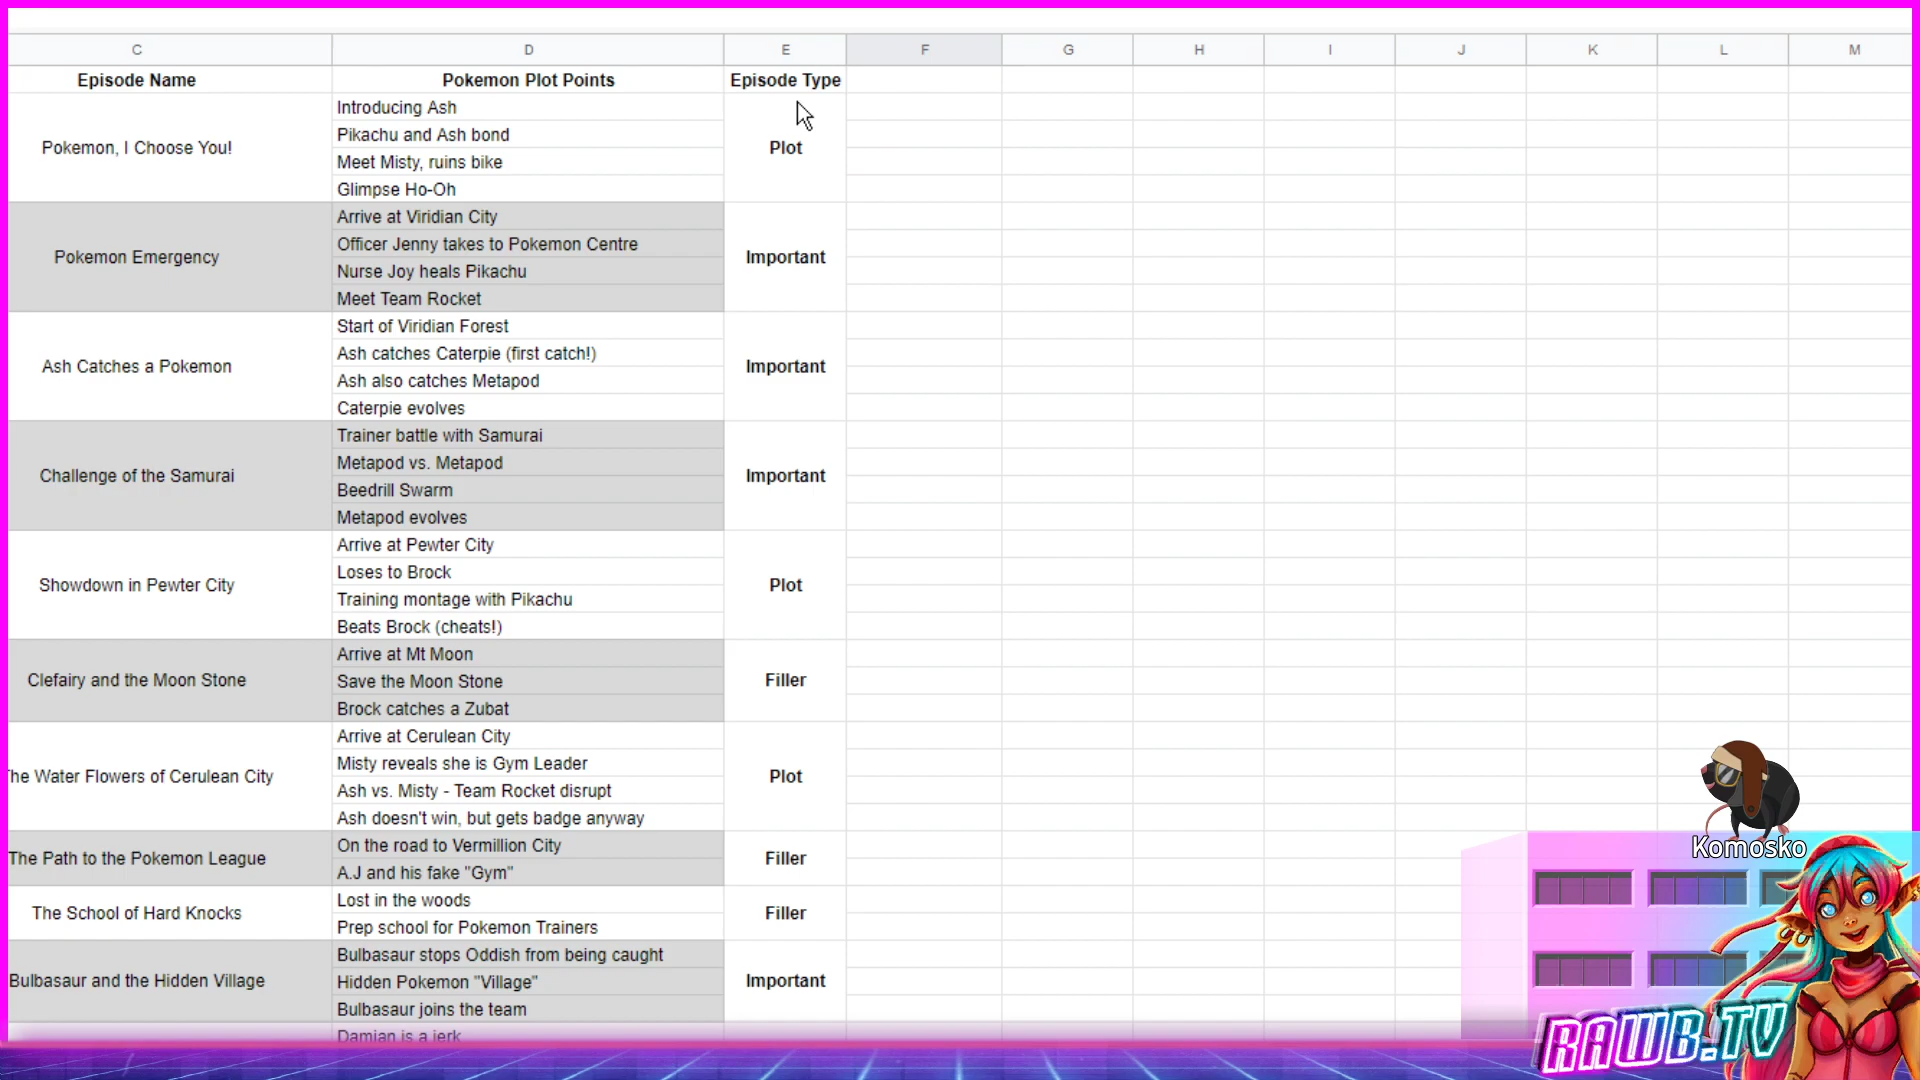 C D E F G H I J K L M
Episode Name Pokemon Plot Points Episode Type
Introducing Ash
Pikachu and Ash bond
Pokemon, I Choose You! Plot
Meet Misty, ruins bike
Glimpse Ho-Oh
Arrive at Viridian City
Officer Jenny takes to Pokemon Centre
Pokemon Emergency Important
Nurse Joy heals Pikachu
Meet Team Rocket
Start of Viridian Forest
Ash catches Caterpie (first catch!)
Ash Catches a Pokemon Important
Ash also catches Metapod
Caterpie evolves
Trainer battle with Samurai
Metapod vs. Metapod
Challenge of the Samurai Important
Beedrill Swarm
Metapod evolves
Arrive at Pewter City
Loses to Brock
Showdown in Pewter City Plot
Training montage with Pikachu
Beats Brock (cheats!)
Arrive at Mt Moon
Clefairy and the Moon Stone Save the Moon Stone Filler
Brock catches a Zubat
Arrive at Cerulean City
Misty reveals she is Gym Leader
The Water Flowers of Cerulean City Plot
Ash vs. Misty - Team Rocket disrupt
Ash doesn't win, but gets badge anyway
On the road to Vermillion City
The Path to the Pokemon League Filler
A.J and his fake "Gym"
Lost in the woods
The School of Hard Knocks Filler
Prep school for Pokemon Trainers
Bulbasaur stops Oddish from being caught
Bulbasaur and the Hidden Village Hidden Pokemon "Village" Important
Bulbasaur joins the team
Damian is a jerk
Komosko
RAWB.TV